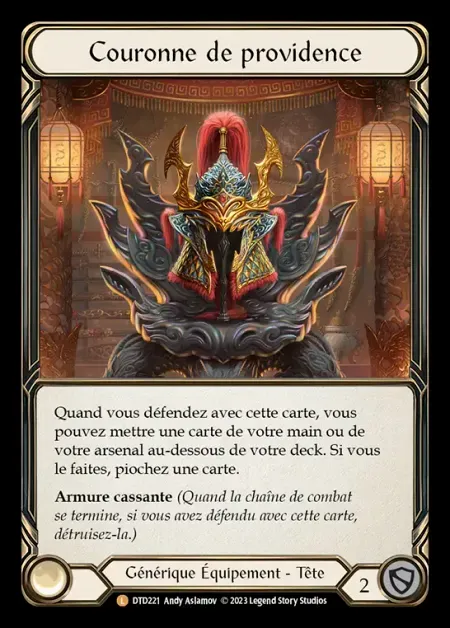 Couronne de providence
Quand vous défendez avec cette carte, vous
pouvez mettre une carte de votre main ou de
votre arsenal au-dessous de votre deck. Si vous
le faites, piochez une carte.
Armure cassante (Quand la chaîne de combat
se termine, si vous avez défendu avec cette carte,
détruisez-la.)
Générique Équipement - Tête
2
L DTD221 Andy Aslamov © 2023 Legend Story Studios